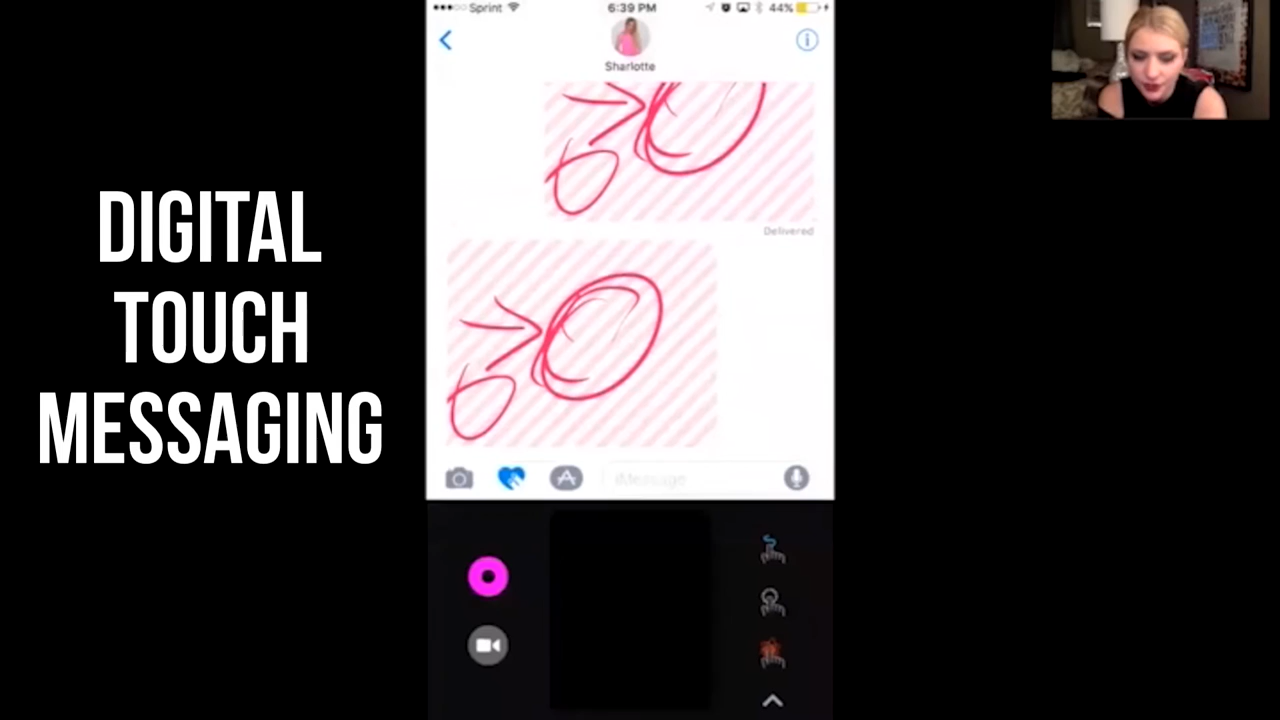 DIGITAL
TOUCH
MESSAGING
Sprint 6:39 PM 44%
Sharlotte
Delivered
iMessage